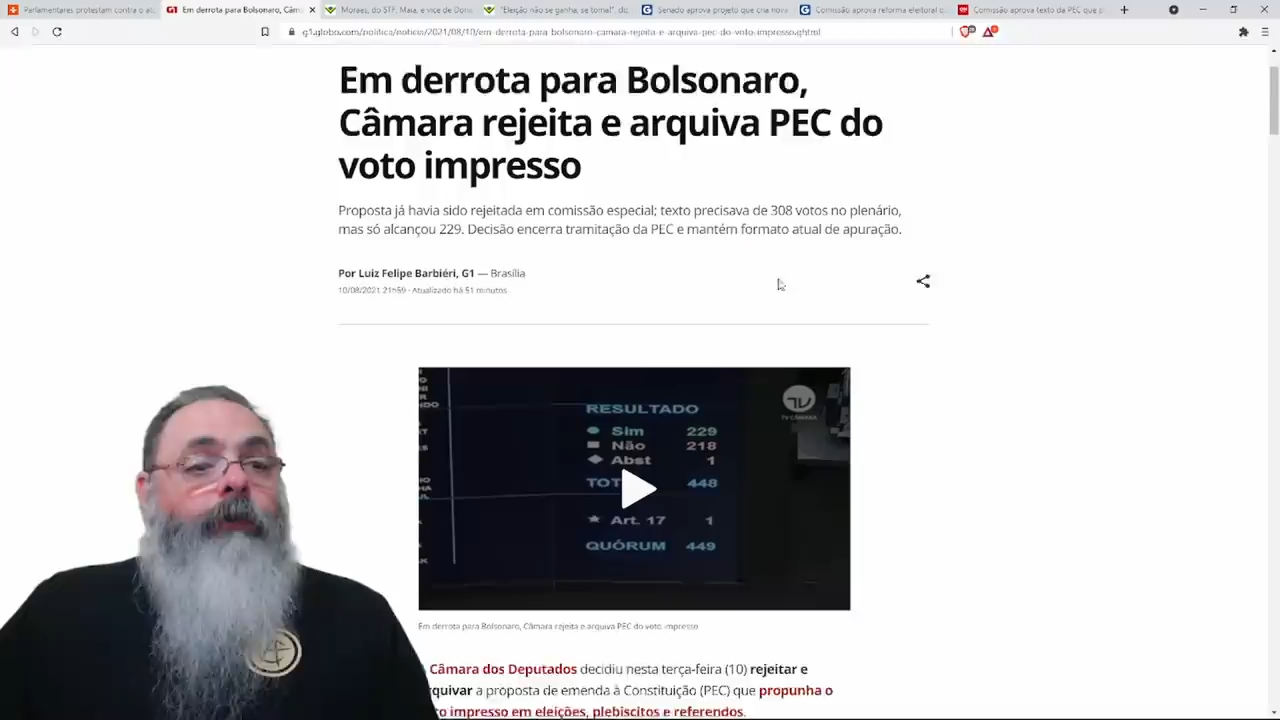 Parlamentares protestam contra o at
G1 Em derrota para Bolsonaro, Câm
Moraes, do STF, Maia, e vice de Doria
"Eleição não se ganha, se toma", di
Senado aprova projeto que cria nova
Comissão aprova reforma eleitoral c
Comissão aprova texto da PEC que p
g1.globo.com/politica/noticia/2021/08/10/em-derrota-para-bolsonaro-camara-rejeita-e-arquiva-pec-do-voto-impresso.ghtml
Em derrota para Bolsonaro,
Câmara rejeita e arquiva PEC do
voto impresso
Proposta já havia sido rejeitada em comissão especial; texto precisava de 308 votos no plenário,
mas só alcançou 229. Decisão encerra tramitação da PEC e mantém formato atual de apuração.
Por Luiz Felipe Barbiéri, G1 — Brasília
10/08/2021 21h59 · Atualizado há 51 minutos
TV CÂMARA
RESULTADO
Sim 229
Não 218
Abst 1
TOT 448
Art. 17 1
QUÓRUM 449
Em derrota para Bolsonaro, Câmara rejeita e arquiva PEC do voto impresso
Câmara dos Deputados decidiu nesta terça-feira (10) rejeitar e
quivar a proposta de emenda à Constituição (PEC) que propunha o
to impresso em eleições, plebiscitos e referendos.